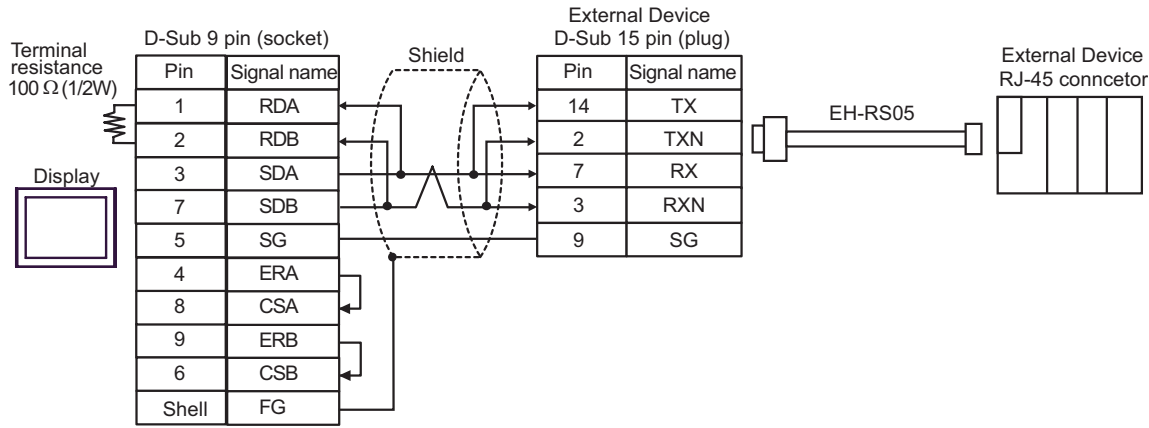 Terminal
resistance
100 Ω (1/2W)
Display
D-Sub 9 pin (socket)
Pin Signal name
1 RDA
2 RDB
3 SDA
7 SDB
5 SG
4 ERA
8 CSA
9 ERB
6 CSB
Shell FG
Shield
External Device
D-Sub 15 pin (plug)
Pin Signal name
14 TX
2 TXN
7 RX
3 RXN
9 SG
EH-RS05
External Device
RJ-45 conncetor